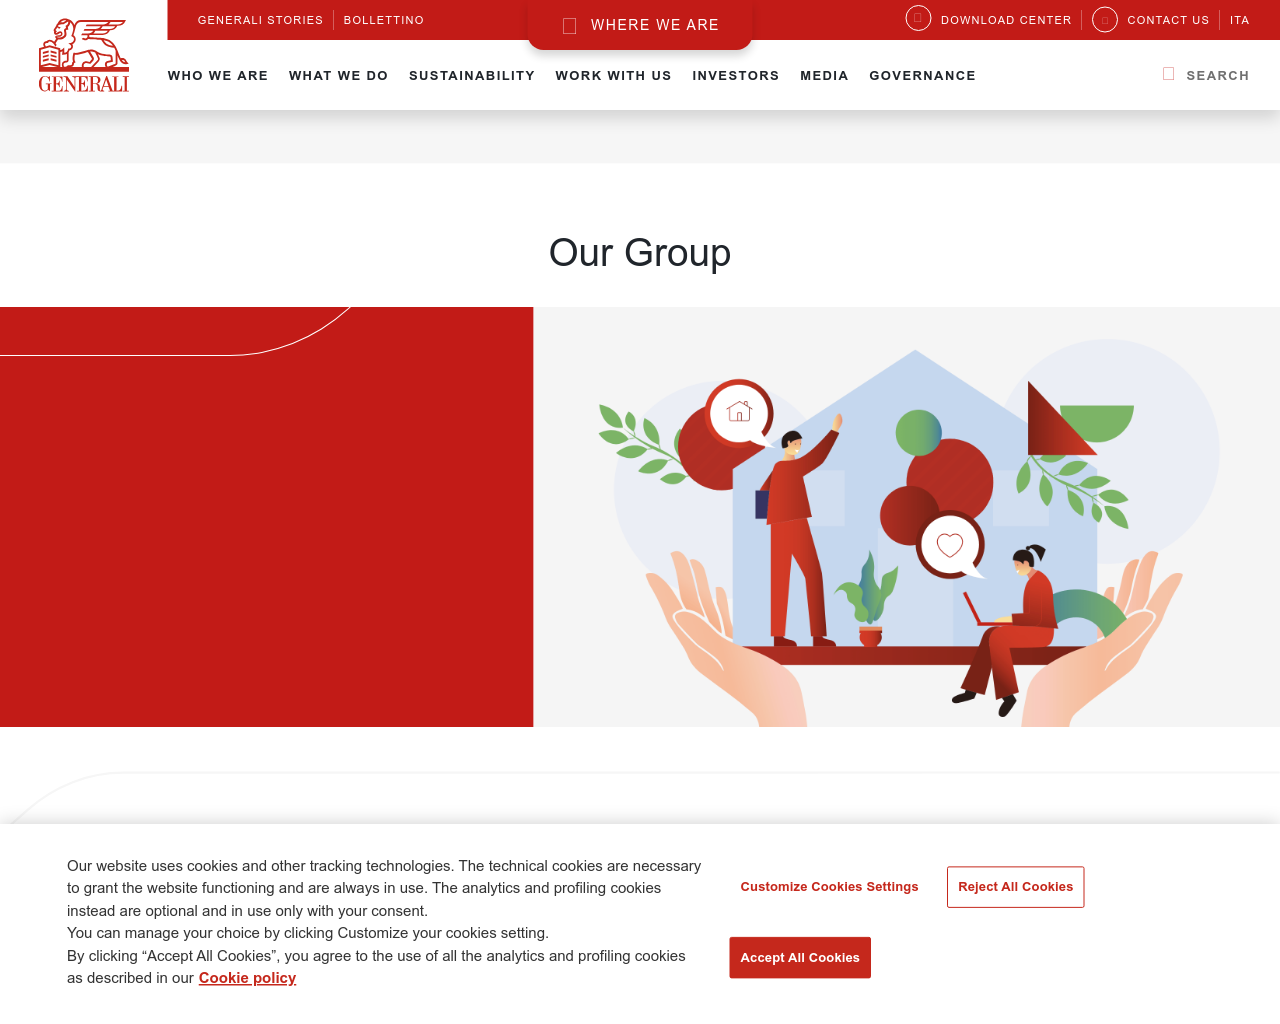 GENERALI STORIES
BOLLETTINO
WHERE WE ARE
DOWNLOAD CENTER
CONTACT US
ITA
GENERALI
WHO WE ARE
WHAT WE DO
SUSTAINABILITY
WORK WITH US
INVESTORS
MEDIA
GOVERNANCE
SEARCH
Our Group
Our website uses cookies and other tracking technologies. The technical cookies are necessary
to grant the website functioning and are always in use. The analytics and profiling cookies
instead are optional and in use only with your consent.
You can manage your choice by clicking Customize your cookies setting.
By clicking “Accept All Cookies”, you agree to the use of all the analytics and profiling cookies
as described in our Cookie policy
Customize Cookies Settings
Reject All Cookies
Accept All Cookies